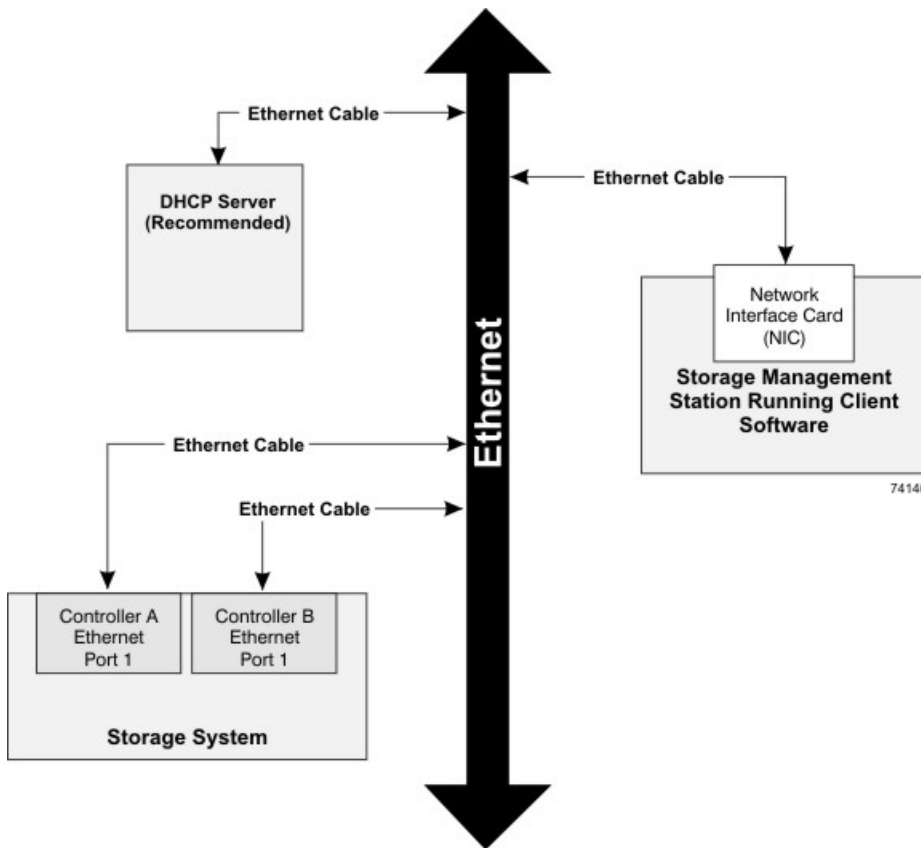 Ethernet Cable
DHCP Server
(Recommended)
Ethernet Cable
Network
Interface Card
(NIC)
Storage Management
Station Running Client
Software
Ethernet
Ethernet Cable
Ethernet Cable
Controller A
Ethernet
Port 1
Controller B
Ethernet
Port 1
Storage System